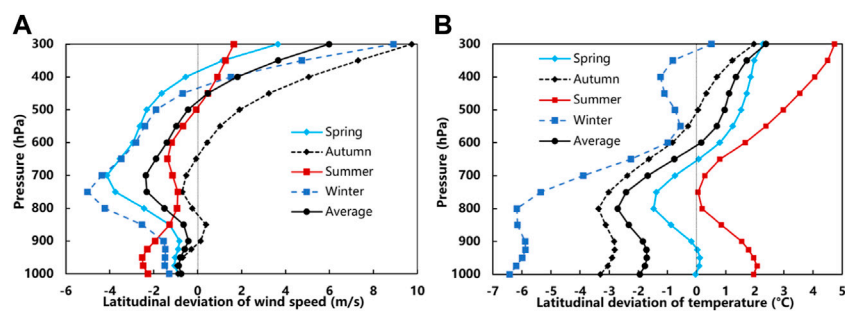 A
B
Pressure (hPa)
300
400
500
600
700
800
900
1000
Spring
Autumn
Summer
Winter
Average
-6 -4 -2 0 2 4 6 8 10
Latitudinal deviation of wind speed (m/s)
Pressure (hPa)
300
400
500
600
700
800
900
1000
Spring
Autumn
Summer
Winter
Average
-7 -6 -5 -4 -3 -2 -1 0 1 2 3 4 5
Latitudinal deviation of temperature (°C)